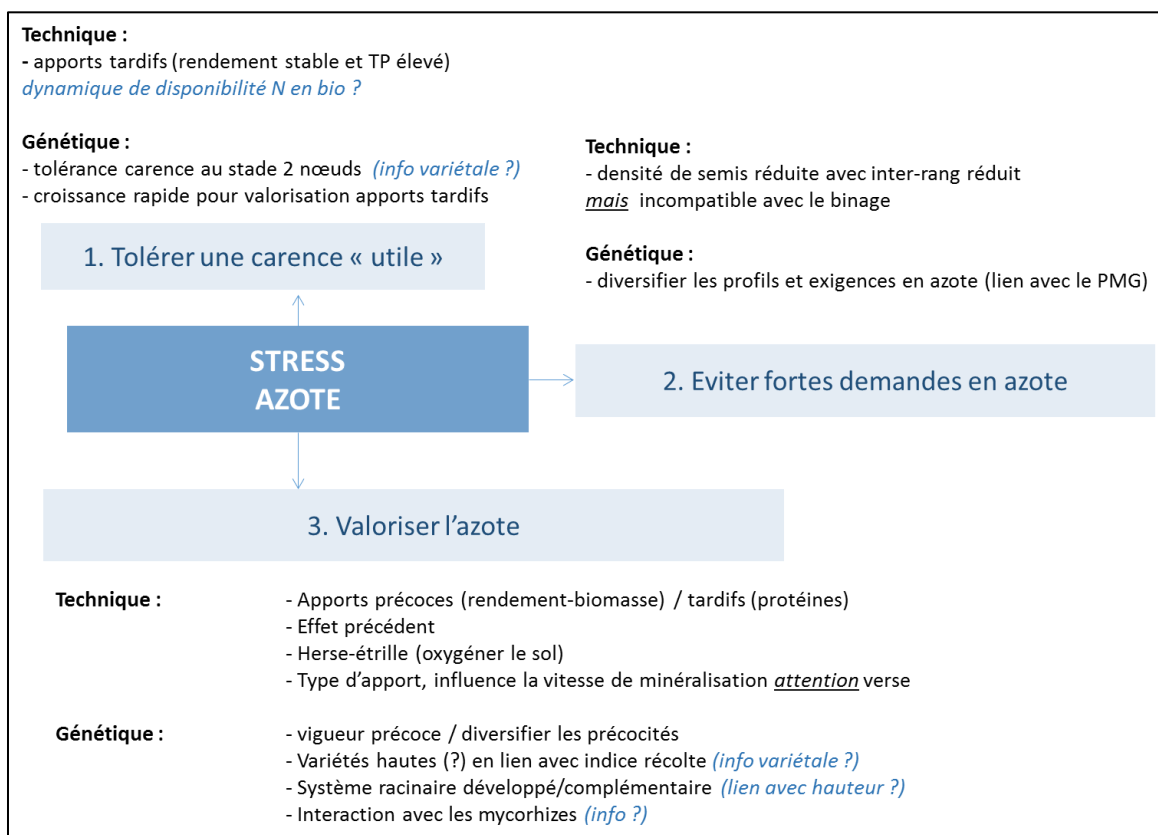 Technique :
- apports tardifs (rendement stable et TP élevé)
dynamique de disponibilité N en bio ?
Génétique :
- tolérance carence au stade 2 nœuds (info variétale ?)
- croissance rapide pour valorisation apports tardifs
1. Tolérer une carence « utile »
Technique :
- densité de semis réduite avec inter-rang réduit
mais incompatible avec le binage
Génétique :
- diversifier les profils et exigences en azote (lien avec le PMG)
STRESS
AZOTE
2. Eviter fortes demandes en azote
3. Valoriser l’azote
Technique :
- Apports précoces (rendement-biomasse) / tardifs (protéines)
- Effet précédent
- Herse-étrille (oxygéner le sol)
- Type d’apport, influence la vitesse de minéralisation attention verse
Génétique :
- vigueur précoce / diversifier les précocités
- Variétés hautes (?) en lien avec indice récolte (info variétale ?)
- Système racinaire développé/complémentaire (lien avec hauteur ?)
- Interaction avec les mycorhizes (info ?)